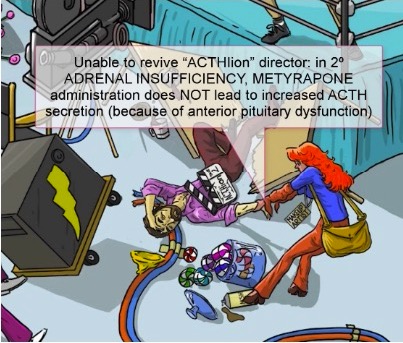 Unable to revive “ACTHlion” director: in 2º
ADRENAL INSUFFICIENCY, METYRAPONE
administration does NOT lead to increased ACTH
secretion (because of anterior pituitary dysfunction)